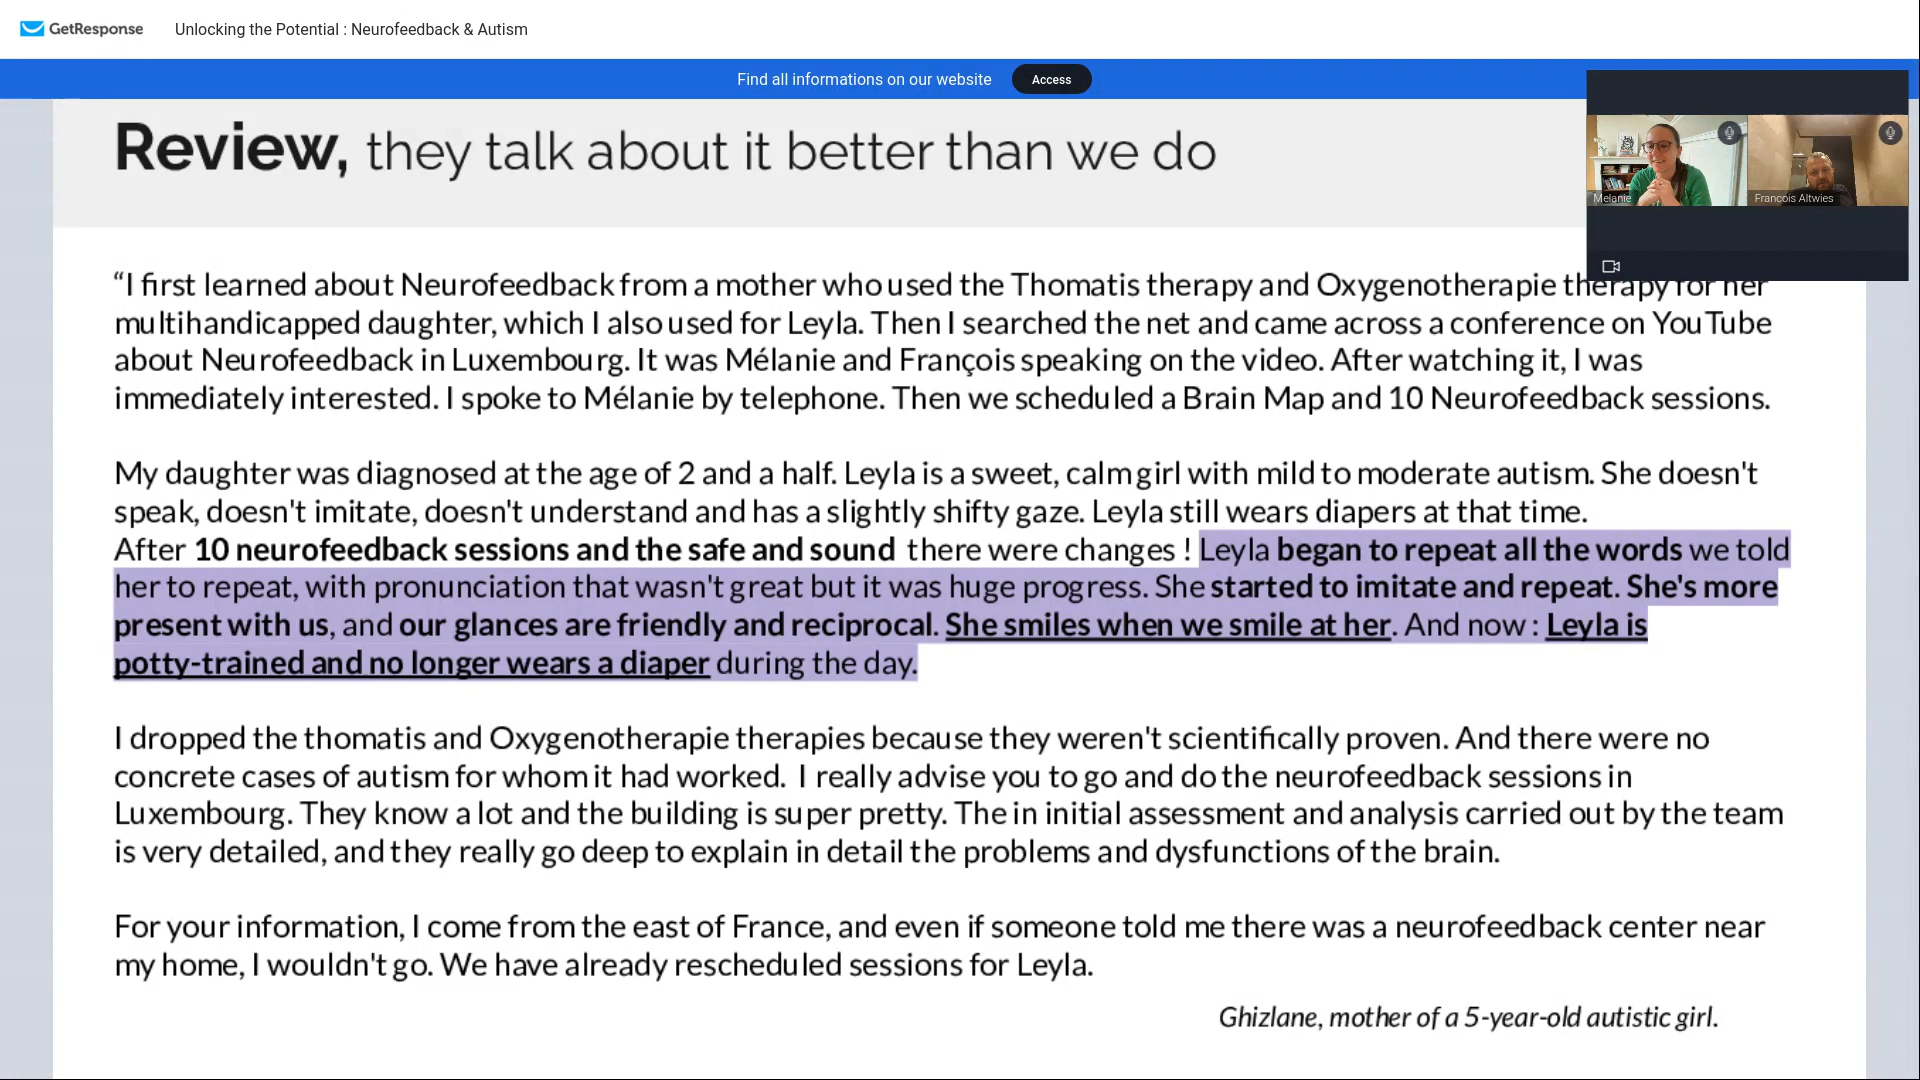 GetResponse
Unlocking the Potential : Neurofeedback & Autism
Find all informations on our website
Access
Melanie
Francois Altwies
Review, they talk about it better than we do
“I first learned about Neurofeedback from a mother who used the Thomatis therapy and Oxygenotherapie therapy for her
multihandicapped daughter, which I also used for Leyla. Then I searched the net and came across a conference on YouTube
about Neurofeedback in Luxembourg. It was Mélanie and François speaking on the video. After watching it, I was
immediately interested. I spoke to Mélanie by telephone. Then we scheduled a Brain Map and 10 Neurofeedback sessions.
My daughter was diagnosed at the age of 2 and a half. Leyla is a sweet, calm girl with mild to moderate autism. She doesn't
speak, doesn't imitate, doesn't understand and has a slightly shifty gaze. Leyla still wears diapers at that time.
After 10 neurofeedback sessions and the safe and sound there were changes ! Leyla began to repeat all the words we told
her to repeat, with pronunciation that wasn't great but it was huge progress. She started to imitate and repeat. She's more
present with us, and our glances are friendly and reciprocal. She smiles when we smile at her. And now : Leyla is
potty-trained and no longer wears a diaper during the day.
I dropped the thomatis and Oxygenotherapie therapies because they weren't scientifically proven. And there were no
concrete cases of autism for whom it had worked. I really advise you to go and do the neurofeedback sessions in
Luxembourg. They know a lot and the building is super pretty. The in initial assessment and analysis carried out by the team
is very detailed, and they really go deep to explain in detail the problems and dysfunctions of the brain.
For your information, I come from the east of France, and even if someone told me there was a neurofeedback center near
my home, I wouldn't go. We have already rescheduled sessions for Leyla.
Ghizlane, mother of a 5-year-old autistic girl.